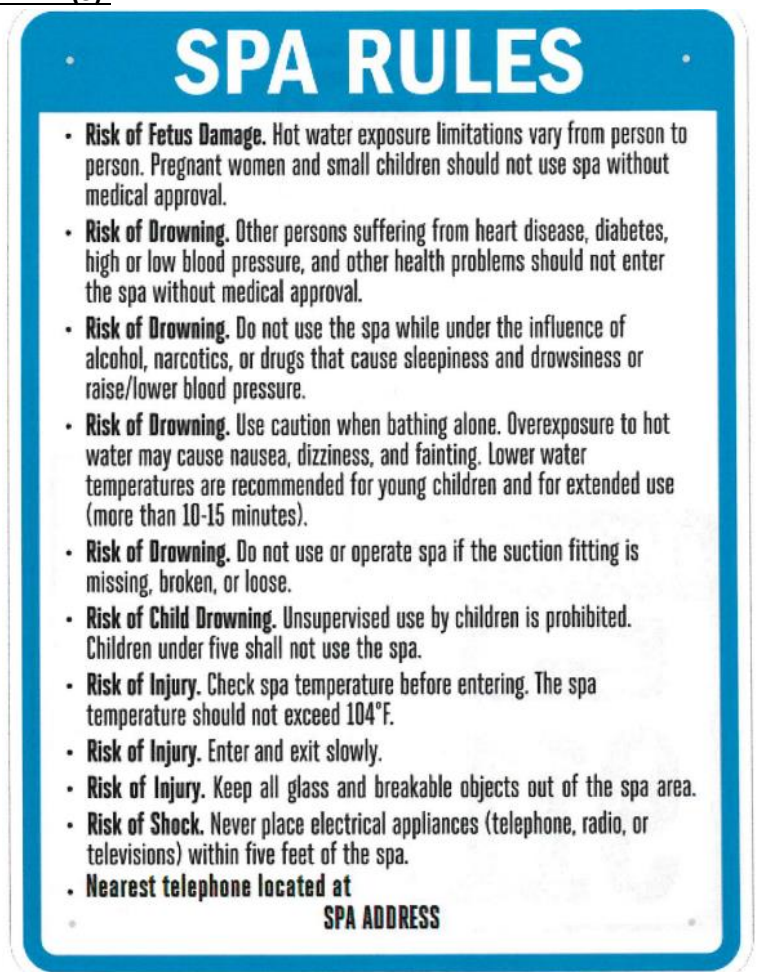 SPA RULES
• Risk of Fetus Damage. Hot water exposure limitations vary from person to
person. Pregnant women and small children should not use spa without
medical approval.
• Risk of Drowning. Other persons suffering from heart disease, diabetes,
high or low blood pressure, and other health problems should not enter
the spa without medical approval.
• Risk of Drowning. Do not use the spa while under the influence of
alcohol, narcotics, or drugs that cause sleepiness and drowsiness or
raise/lower blood pressure.
• Risk of Drowning. Use caution when bathing alone. Overexposure to hot
water may cause nausea, dizziness, and fainting. Lower water
temperatures are recommended for young children and for extended use
(more than 10-15 minutes).
• Risk of Drowning. Do not use or operate spa if the suction fitting is
missing, broken, or loose.
• Risk of Child Drowning. Unsupervised use by children is prohibited.
Children under five shall not use the spa.
• Risk of Injury. Check spa temperature before entering. The spa
temperature should not exceed 104°F.
• Risk of Injury. Enter and exit slowly.
• Risk of Injury. Keep all glass and breakable objects out of the spa area.
• Risk of Shock. Never place electrical appliances (telephone, radio, or
televisions) within five feet of the spa.
• Nearest telephone located at
SPA ADDRESS